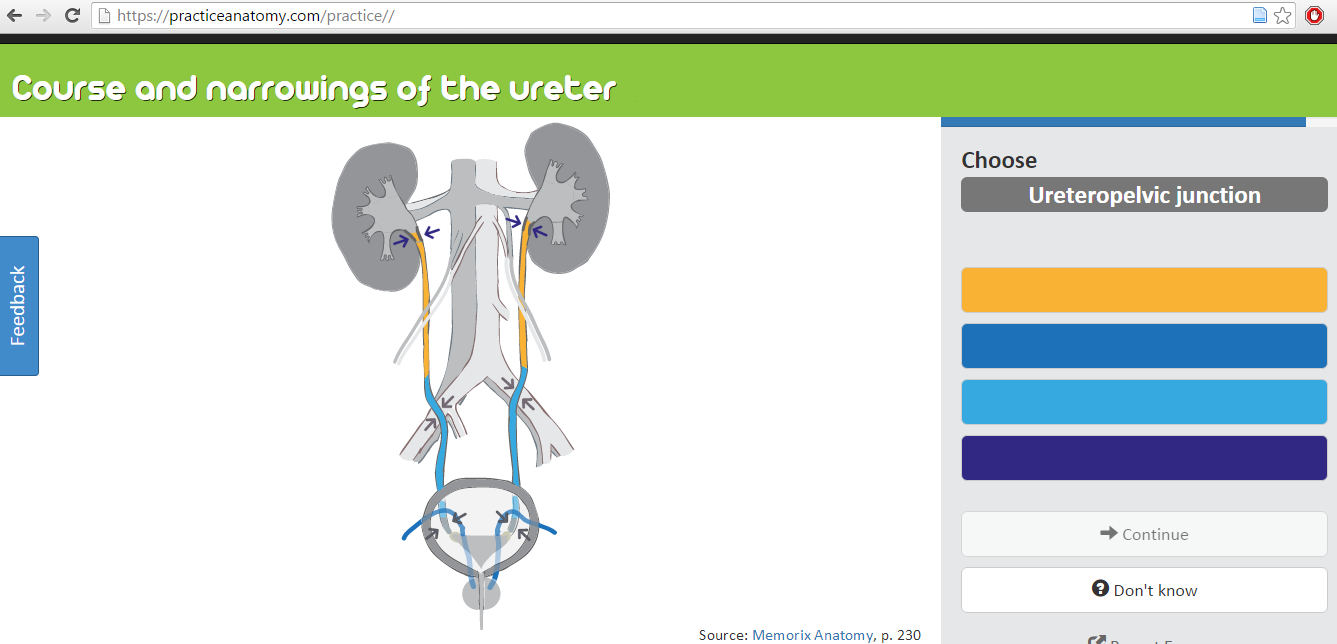 https://practiceanatomy.com/practice//
Course and narrowings of the ureter
Choose
Ureteropelvic junction
Feedback
Continue
Don't know
Source: Memorix Anatomy, p. 230